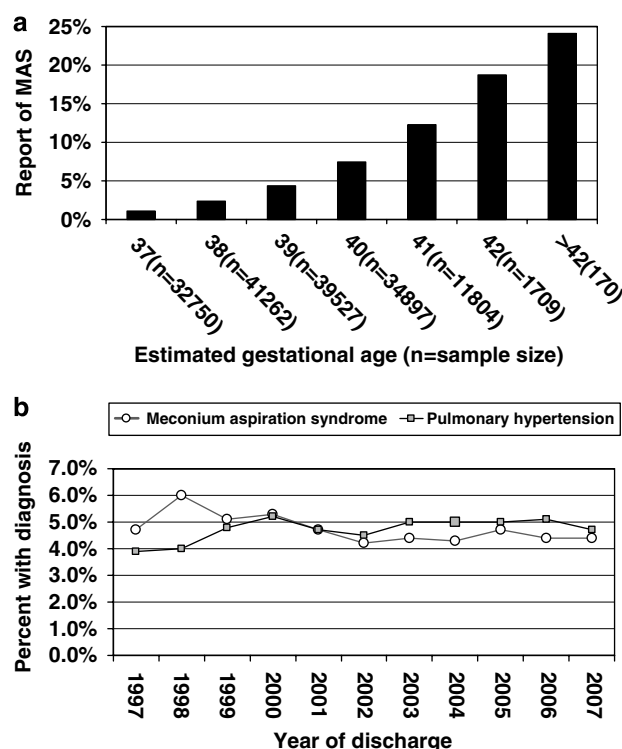 a
Report of MAS
25%
20%
15%
10%
5%
0%
37(n=32750)
38(n=41262)
39(n=39527)
40(n=34897)
41(n=11804)
42(n=1709)
>42(170)
Estimated gestational age (n=sample size)
b
Meconium aspiration syndrome
Pulmonary hypertension
Percent with diagnosis
7.0%
6.0%
5.0%
4.0%
3.0%
2.0%
1.0%
0.0%
1997
1998
1999
2000
2001
2002
2003
2004
2005
2006
2007
Year of discharge